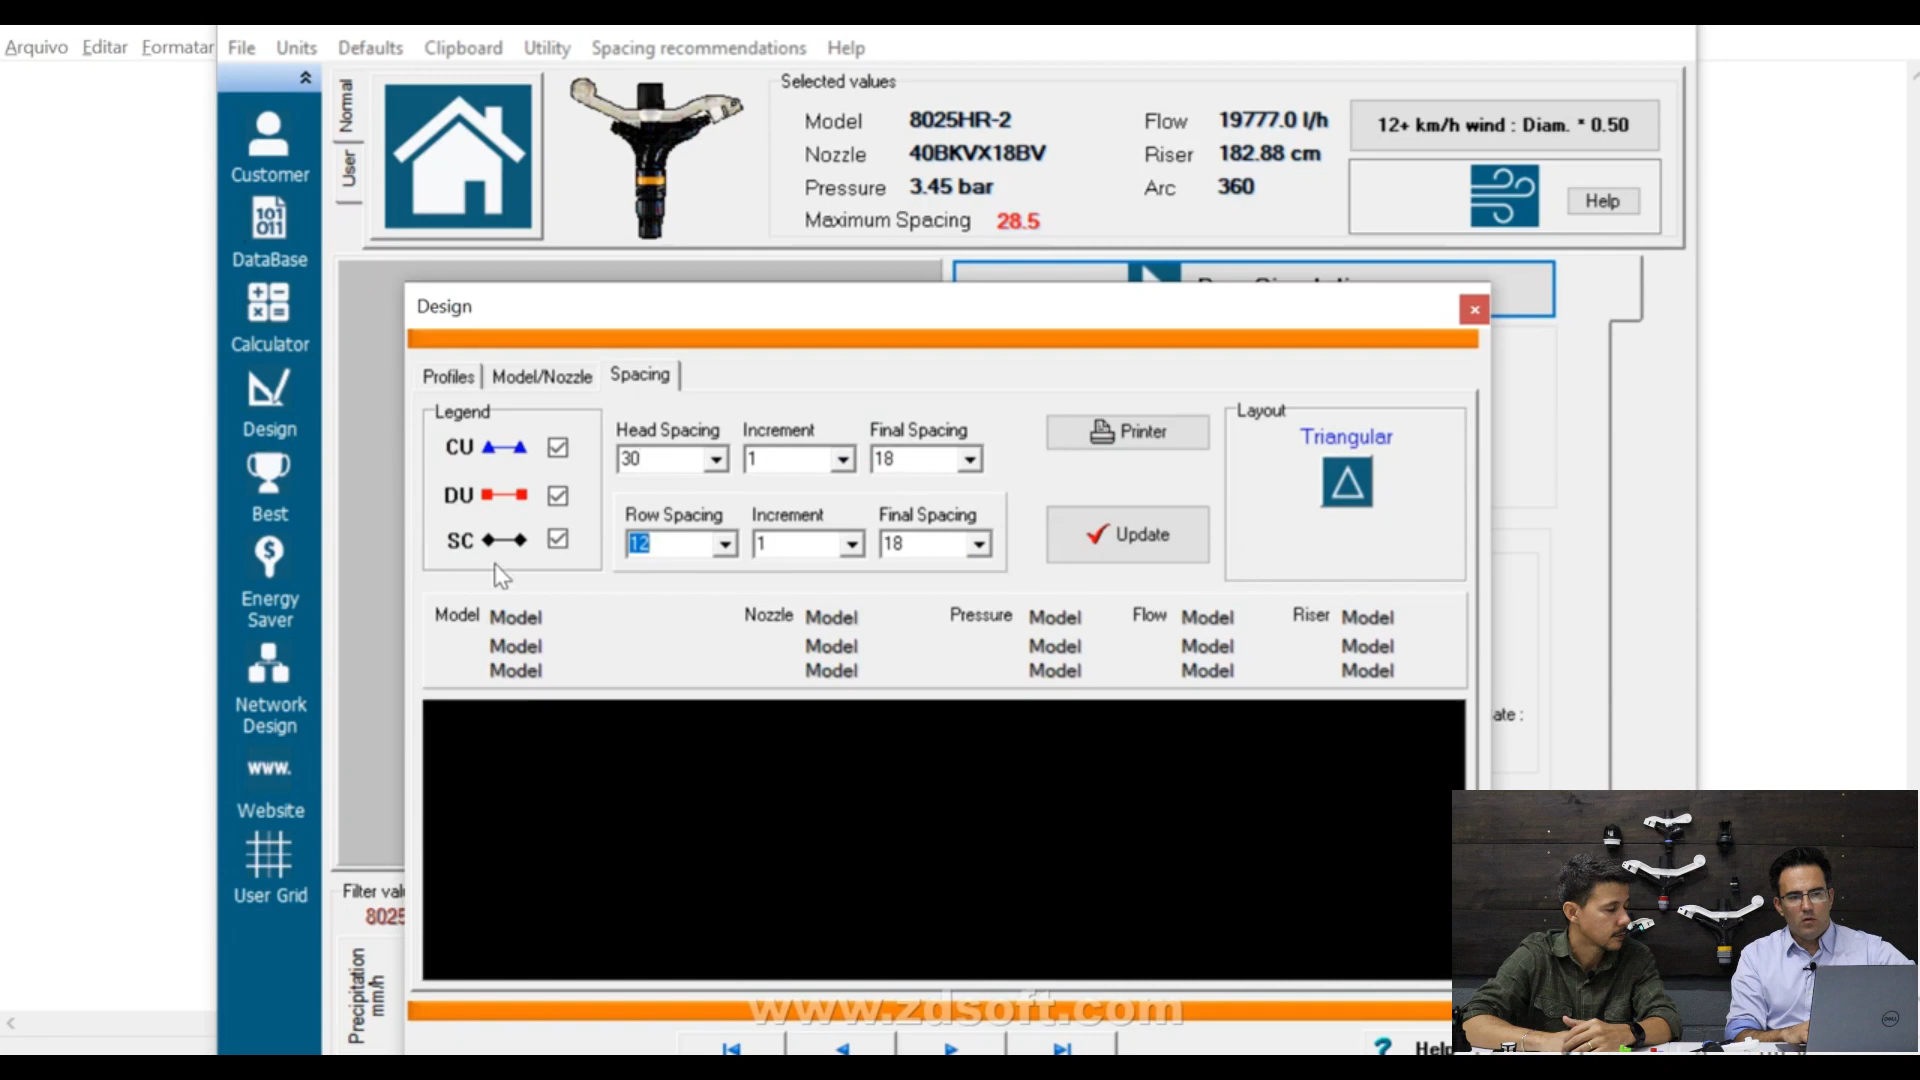 Arquivo Editar Formatar
File Units Defaults Clipboard Utility Spacing recommendations Help
Customer
101
011
DataBase
Calculator
Design
Best
Energy
Saver
Network
Design
www.
Website
User Grid
Normal
User
Selected values
Model 8025HR-2
Nozzle 40BKVX18BV
Pressure 3.45 bar
Maximum Spacing 28.5
Flow 19777.0 l/h
Riser 182.88 cm
Arc 360
12+ km/h wind : Diam. * 0.50
Help
Design
Profiles Model/Nozzle Spacing
Legend
CU
DU
SC
Head Spacing Increment Final Spacing
30 1 18
Row Spacing Increment Final Spacing
12 1 18
Printer
Update
Layout
Triangular
Model Model Nozzle Model Pressure Model Flow Model Riser Model
Model Model Model Model Model
Model Model Model Model Model
ate :
Filter val
8025
Precipitation
mm/h
www.zdsoft.com
? Help
DELL